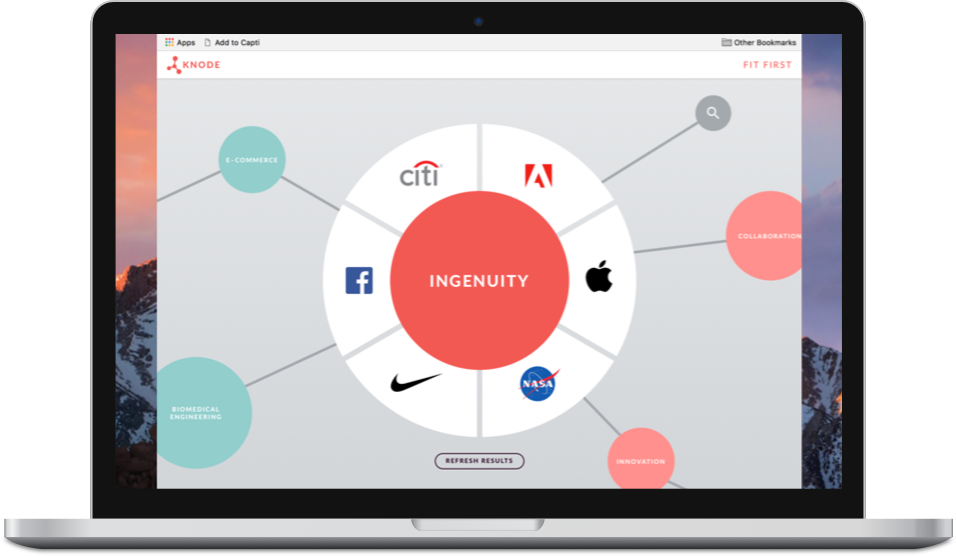 Apps
Add to Capti
Other Bookmarks
KNODE
FIT FIRST
E-COMMERCE
citi
COLLABORATION
INGENUITY
NASA
BIOMEDICAL
ENGINEERING
REFRESH RESULTS
INNOVATION